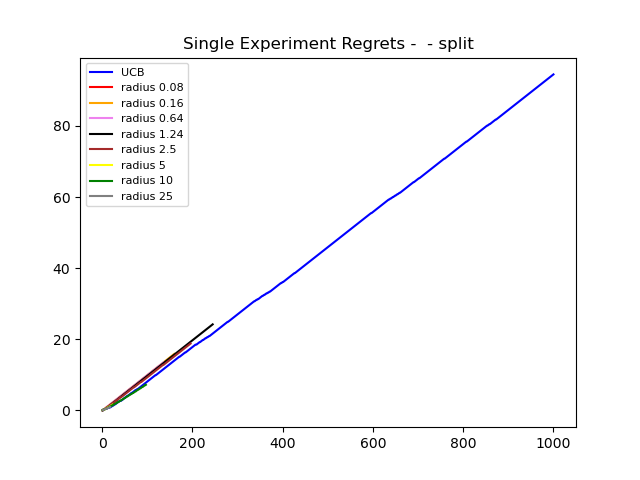 Single Experiment Regrets -  - split
UCB
radius 0.08
radius 0.16
radius 0.64
radius 1.24
radius 2.5
radius 5
radius 10
radius 25
80
60
40
20
0
0 200 400 600 800 1000